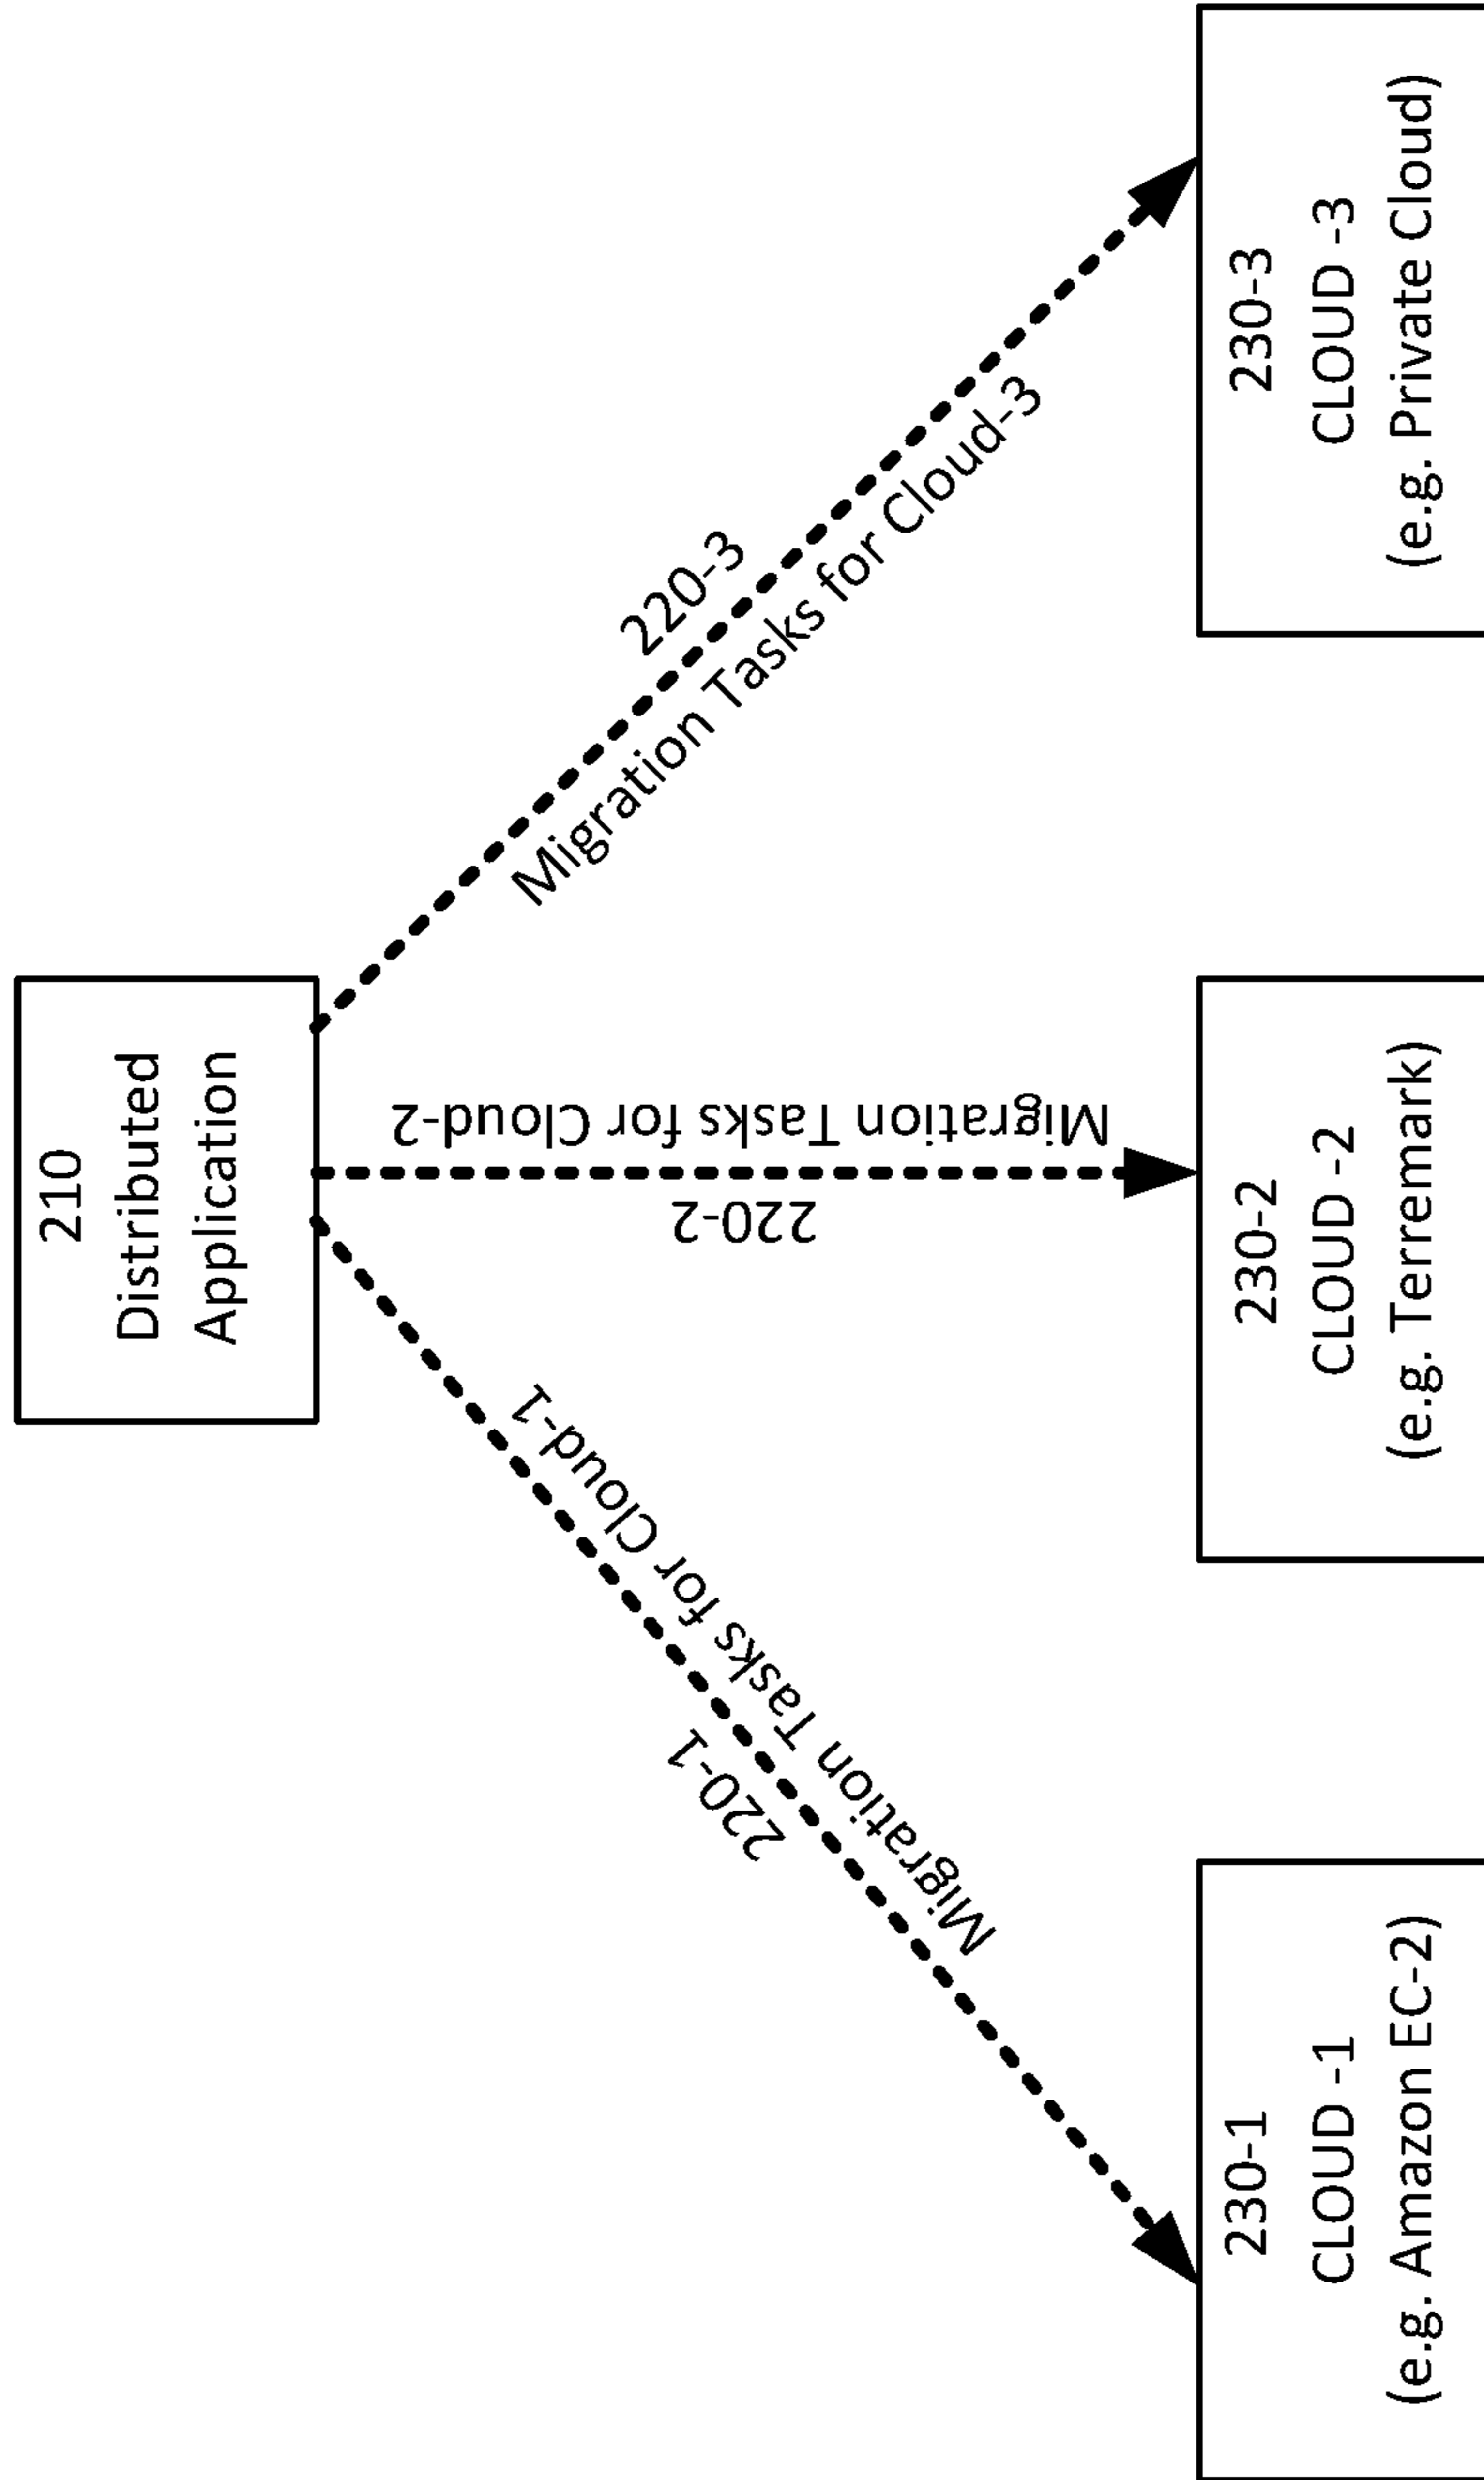 210
Distributed
Application
220-1
Migration Tasks for Cloud-1
220-2
Migration Tasks for Cloud-2
220-3
Migration Tasks for Cloud-3
230-1
CLOUD -1
(e.g. Amazon EC-2)
230-2
CLOUD -2
(e.g. Terremark)
230-3
CLOUD -3
(e.g. Private Cloud)